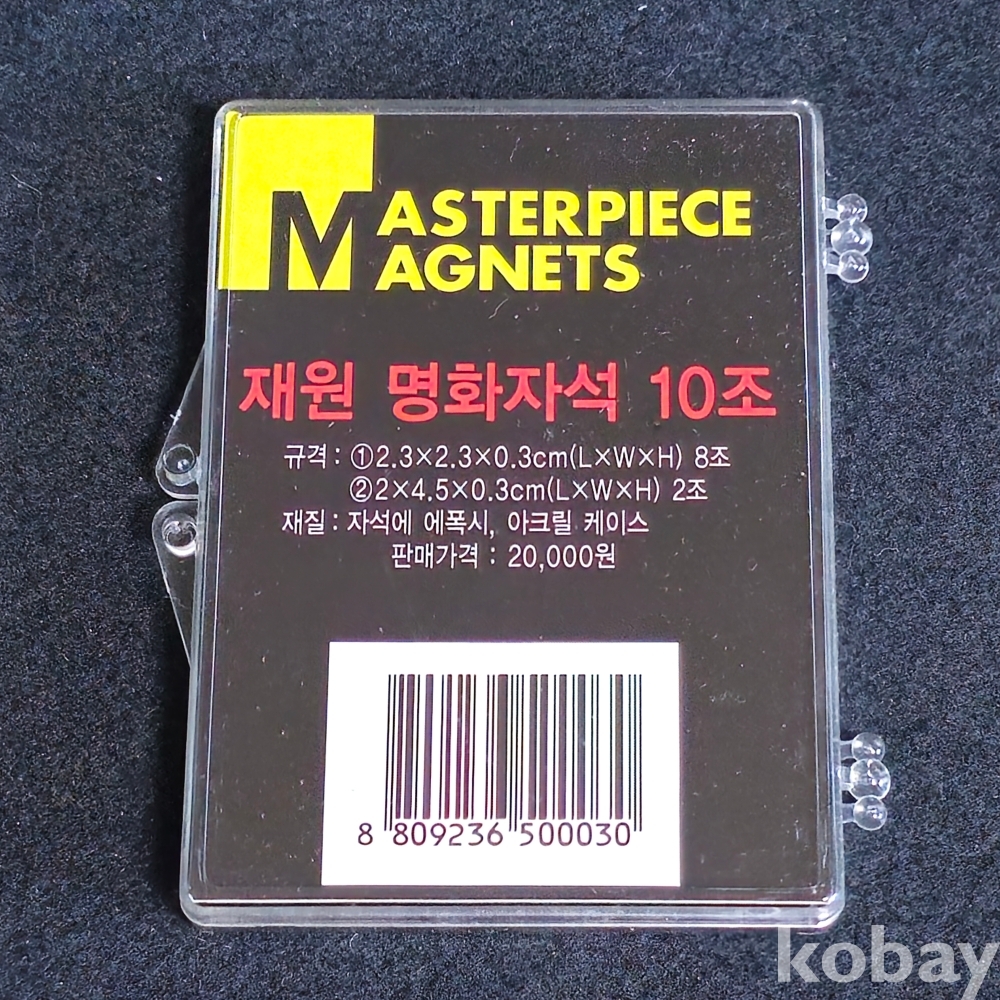 MASTERPIECE
MAGNETS
재원 명화자석 10조
규격 : ①2.3×2.3×0.3cm(L×W×H) 8조
②2×4.5×0.3cm(L×W×H) 2조
재질 : 자석에 에폭시, 아크릴 케이스
판매가격 : 20,000원
8 809236 500030
kobay